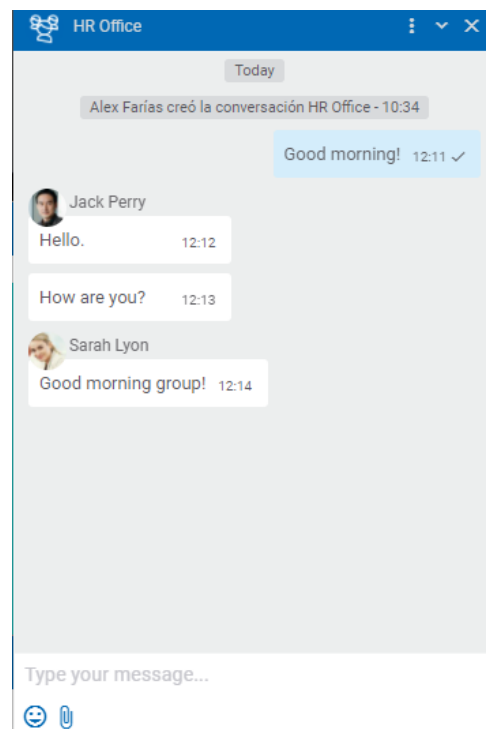 HR Office
Today
Alex Farías creó la conversación HR Office - 10:34
Good morning! 12:11
Jack Perry
Hello. 12:12
How are you? 12:13
Sarah Lyon
Good morning group! 12:14
Type your message...